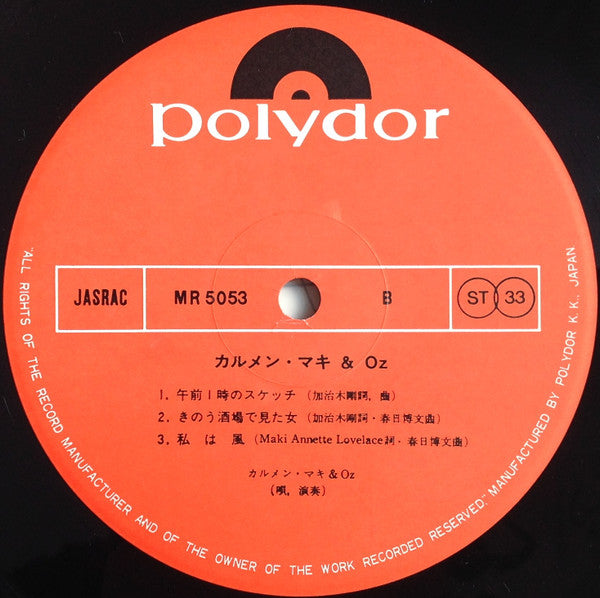 polydor
JASRAC MR 5053 B ST 33
カルメン・マキ & Oz
1. 午前1時のスケッチ (加治木剛詞, 曲)
2. きのう酒場で見た女 (加治木剛詞・春日博文曲)
3. 私は風 (Maki Annette Lovelace詞・春日博文曲)
カルメン・マキ&Oz
(唄, 演奏)
"ALL RIGHTS OF THE RECORD MANUFACTURER AND OF THE OWNER OF THE WORK RECORDED RESERVED." MANUFACTURED BY POLYDOR K.K., JAPAN